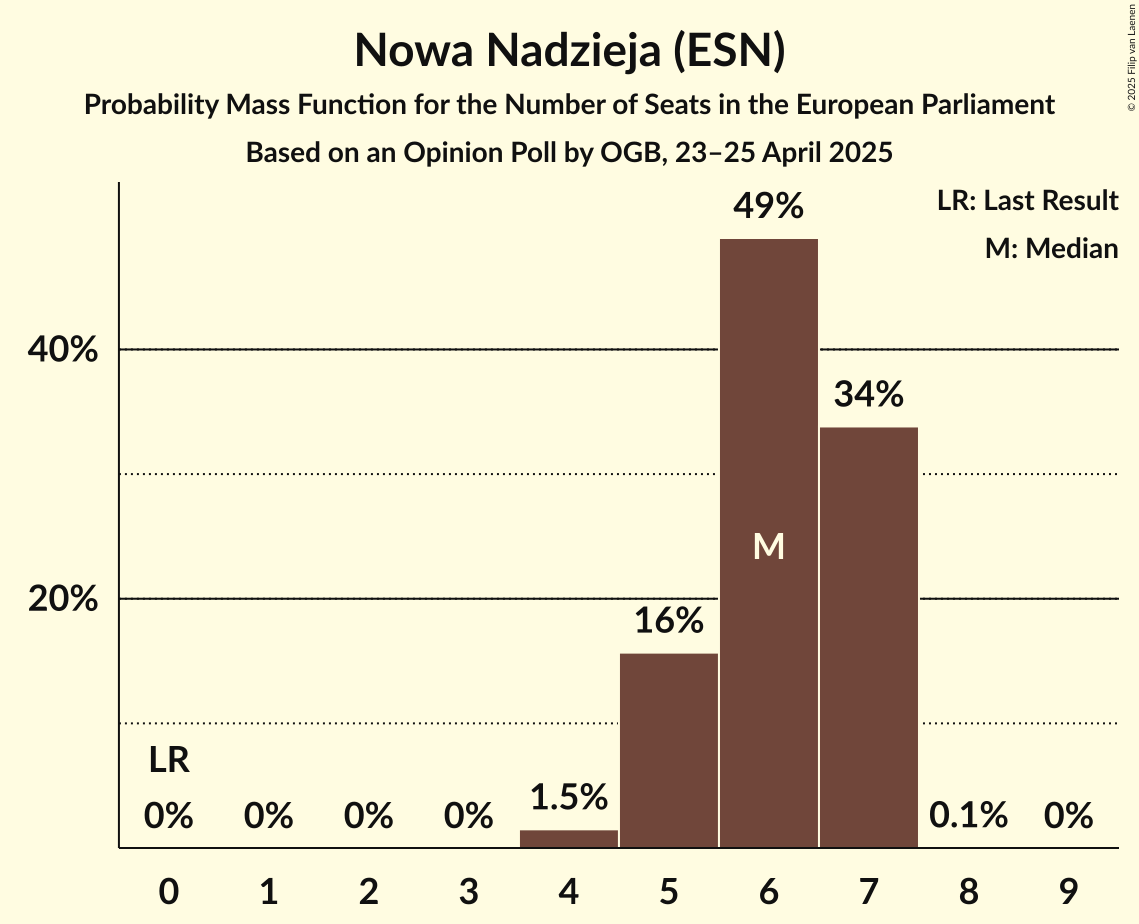 Nowa Nadzieja (ESN)
Probability Mass Function for the Number of Seats in the European Parliament
Based on an Opinion Poll by OGB, 23–25 April 2025
© 2025 Filip van Laenen
LR: Last Result
M: Median
49%
40%
34%
M
20%
16%
LR
1.5%
0% 0% 0% 0% 0.1% 0%
0 1 2 3 4 5 6 7 8 9